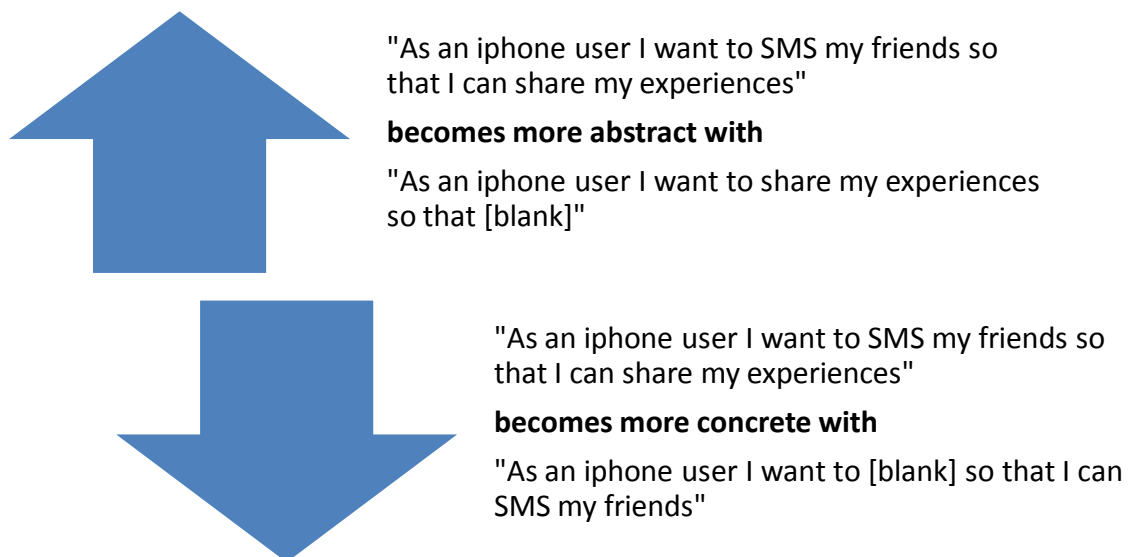 "As an iphone user I want to SMS my friends so
that I can share my experiences"
becomes more abstract with
"As an iphone user I want to share my experiences
so that [blank]"
"As an iphone user I want to SMS my friends so
that I can share my experiences"
becomes more concrete with
"As an iphone user I want to [blank] so that I can
SMS my friends"